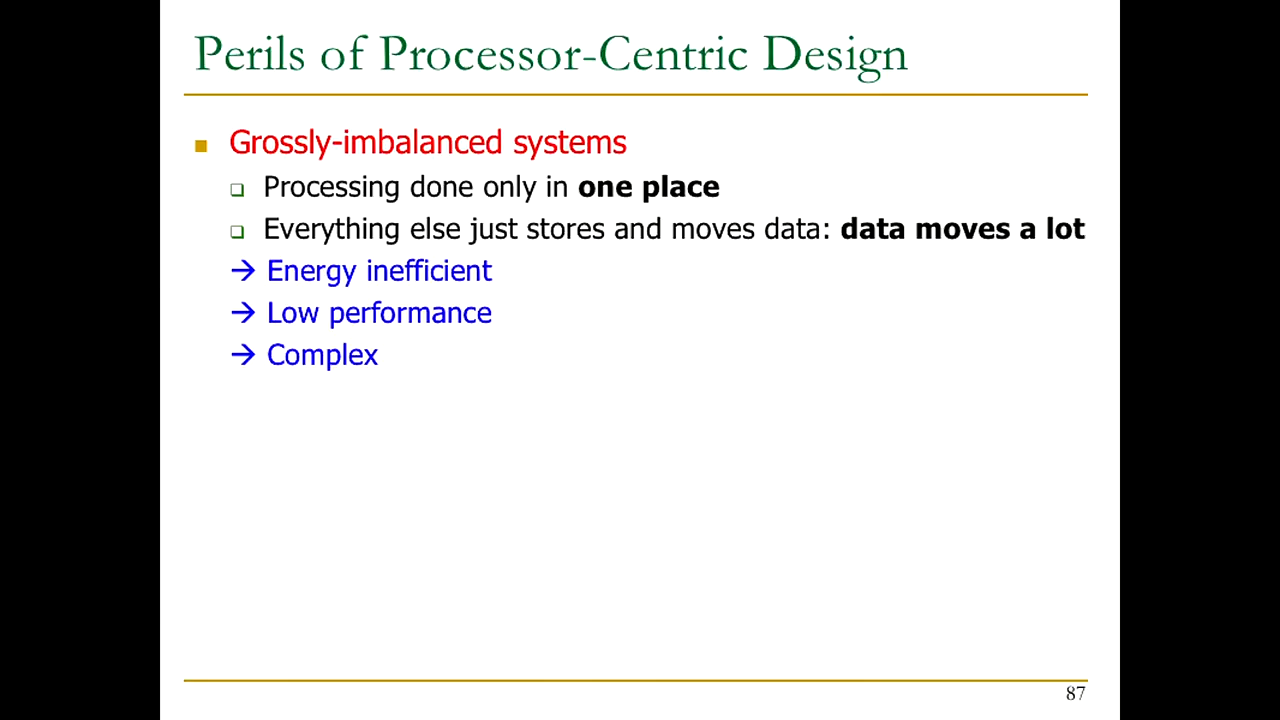 Perils of Processor-Centric Design
Grossly-imbalanced systems
Processing done only in one place
Everything else just stores and moves data: data moves a lot
→ Energy inefficient
→ Low performance
→ Complex
87